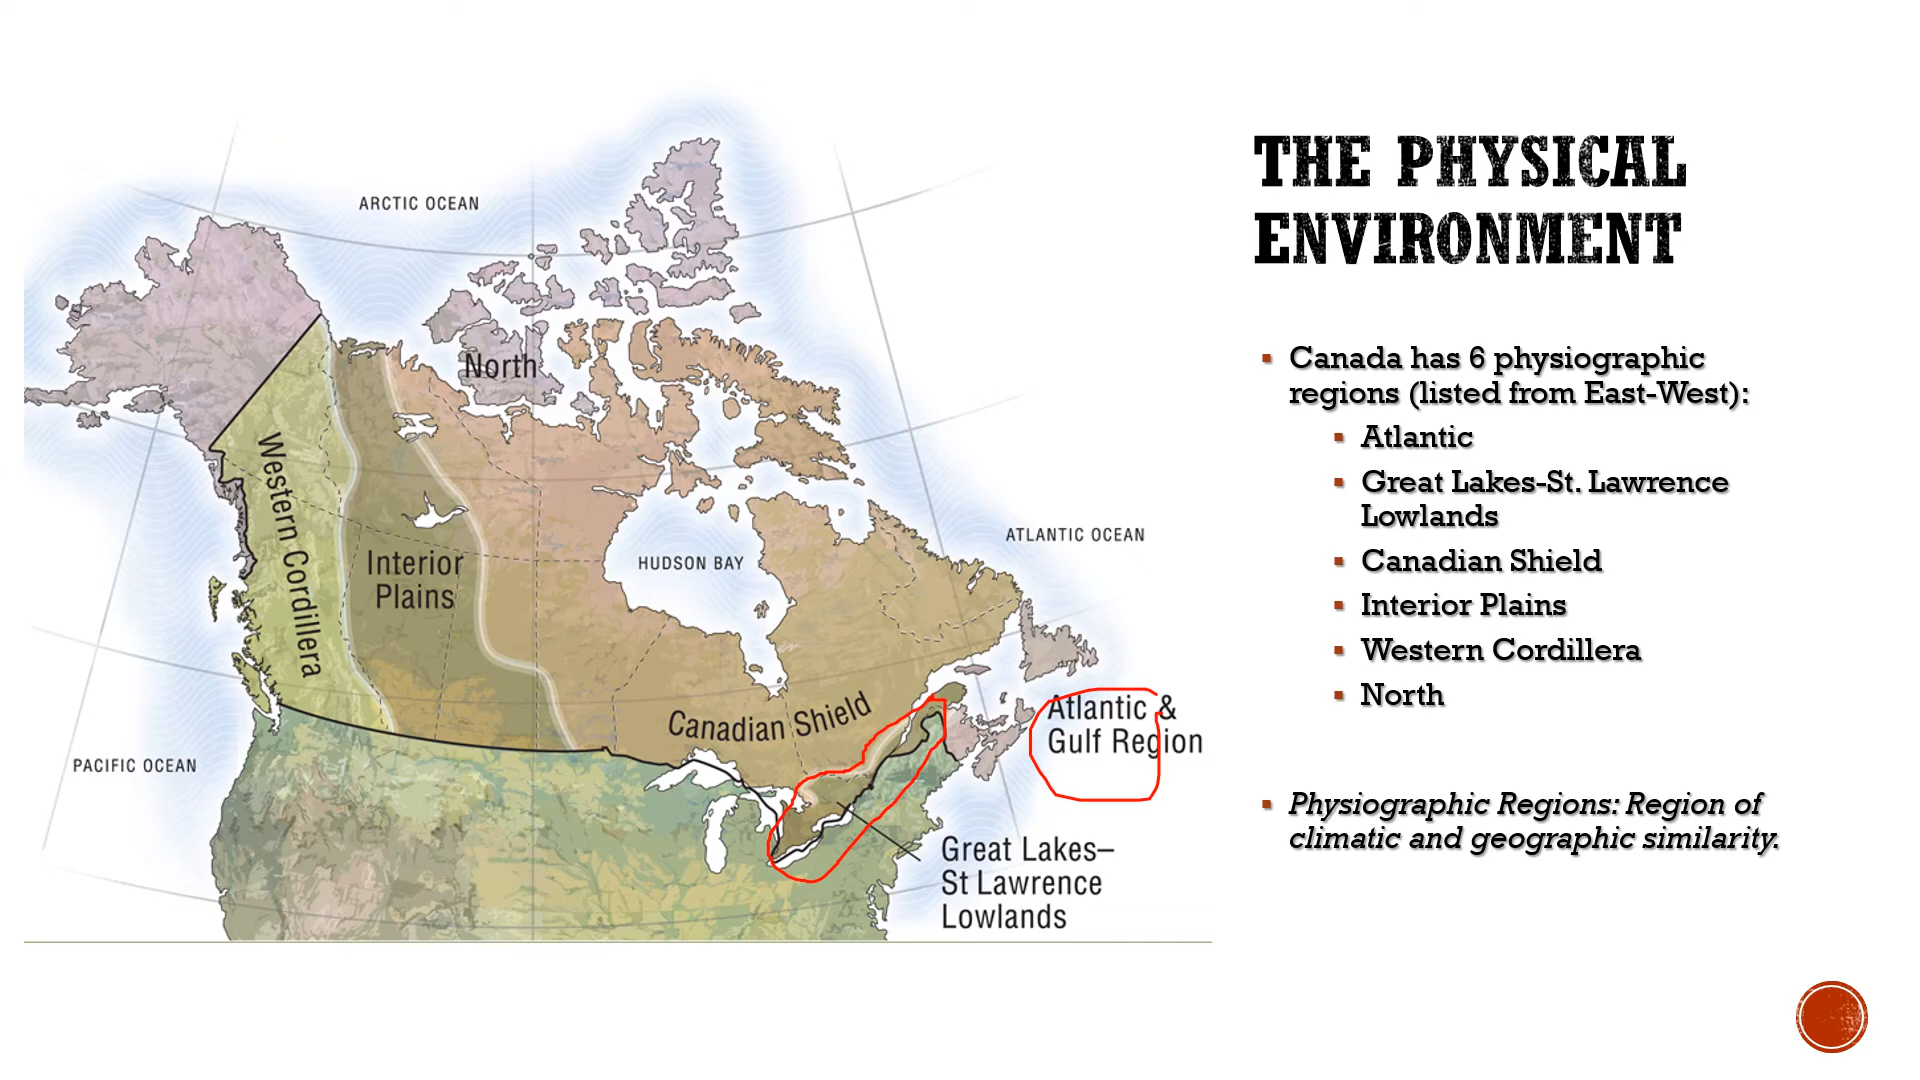 THE PHYSICAL
ENVIRONMENT
Canada has 6 physiographic
regions (listed from East-West):
Atlantic
Great Lakes-St. Lawrence
Lowlands
Canadian Shield
Interior Plains
Western Cordillera
North
Physiographic Regions: Region of
climatic and geographic similarity.
ARCTIC OCEAN
North
Western Cordillera
Interior
Plains
HUDSON BAY
ATLANTIC OCEAN
Canadian Shield
Atlantic &
Gulf Region
PACIFIC OCEAN
Great Lakes–
St Lawrence
Lowlands